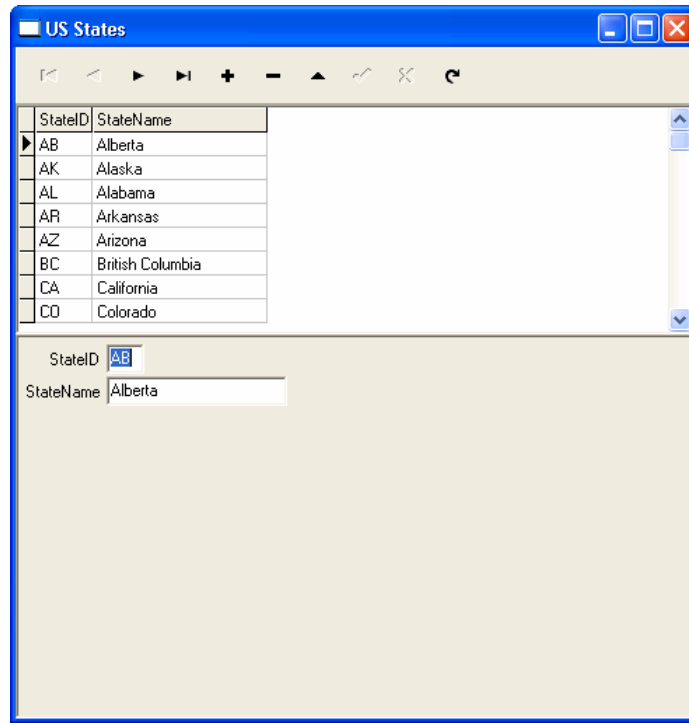 US States
StateID StateName
AB Alberta
AK Alaska
AL Alabama
AR Arkansas
AZ Arizona
BC British Columbia
CA California
CO Colorado
StateID AB
StateName Alberta